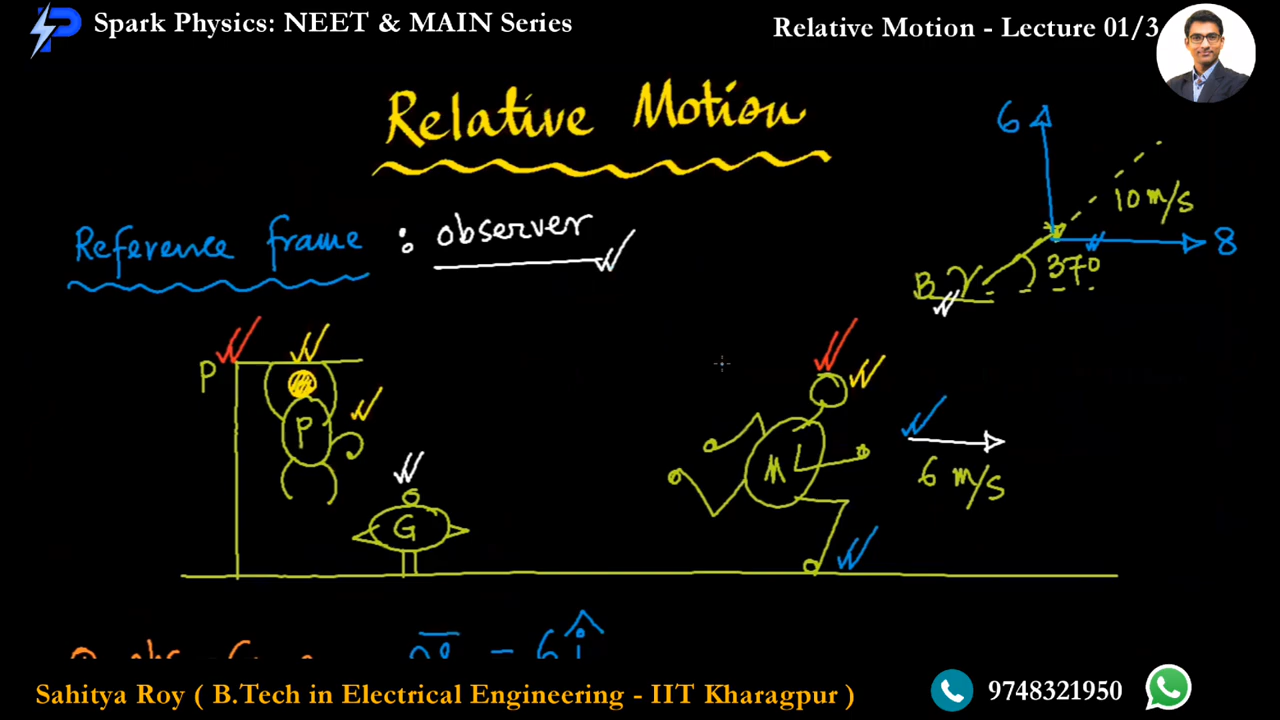 Spark Physics: NEET & MAIN Series
Relative Motion - Lecture 01/3
Relative Motion
6
10 m/s
8
37°
B
Reference frame : observer
P
P
G
M
6 m/s
= 6 î
Sahitya Roy ( B.Tech in Electrical Engineering - IIT Kharagpur )
9748321950